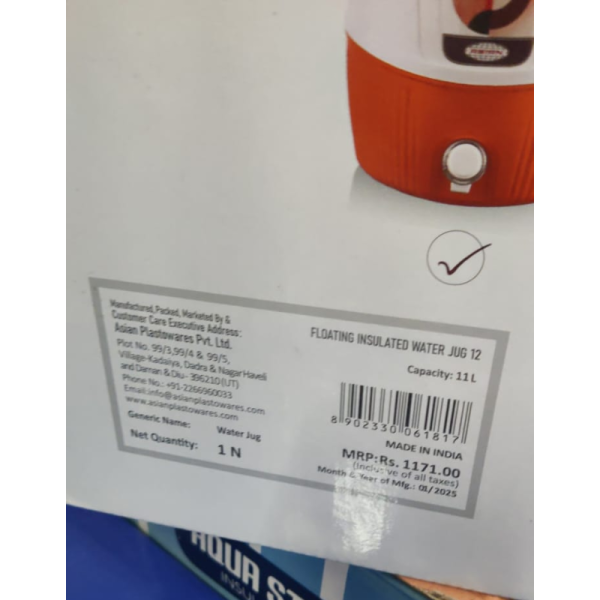 Manufactured, Packed, Marketed By &
Customer Care Executive Address:
Asian Plastowares Pvt. Ltd.
Plot No. 99/3,99/4 & 99/5,
Village-Kadaiya, Dadra & Nagar Haveli
and Daman & Diu- 396210 (UT)
Phone No.: +91-2266960033
Email:info@asianplastowares.com
www.asianplastowares.com
Generic Name: Water Jug
Net Quantity: 1 N
FLOATING INSULATED WATER JUG 12
Capacity: 11 L
8 902330 061817
MADE IN INDIA
MRP:Rs. 1171.00
(Inclusive of all taxes)
Month & Year of Mfg.: 01/2025
AQUA